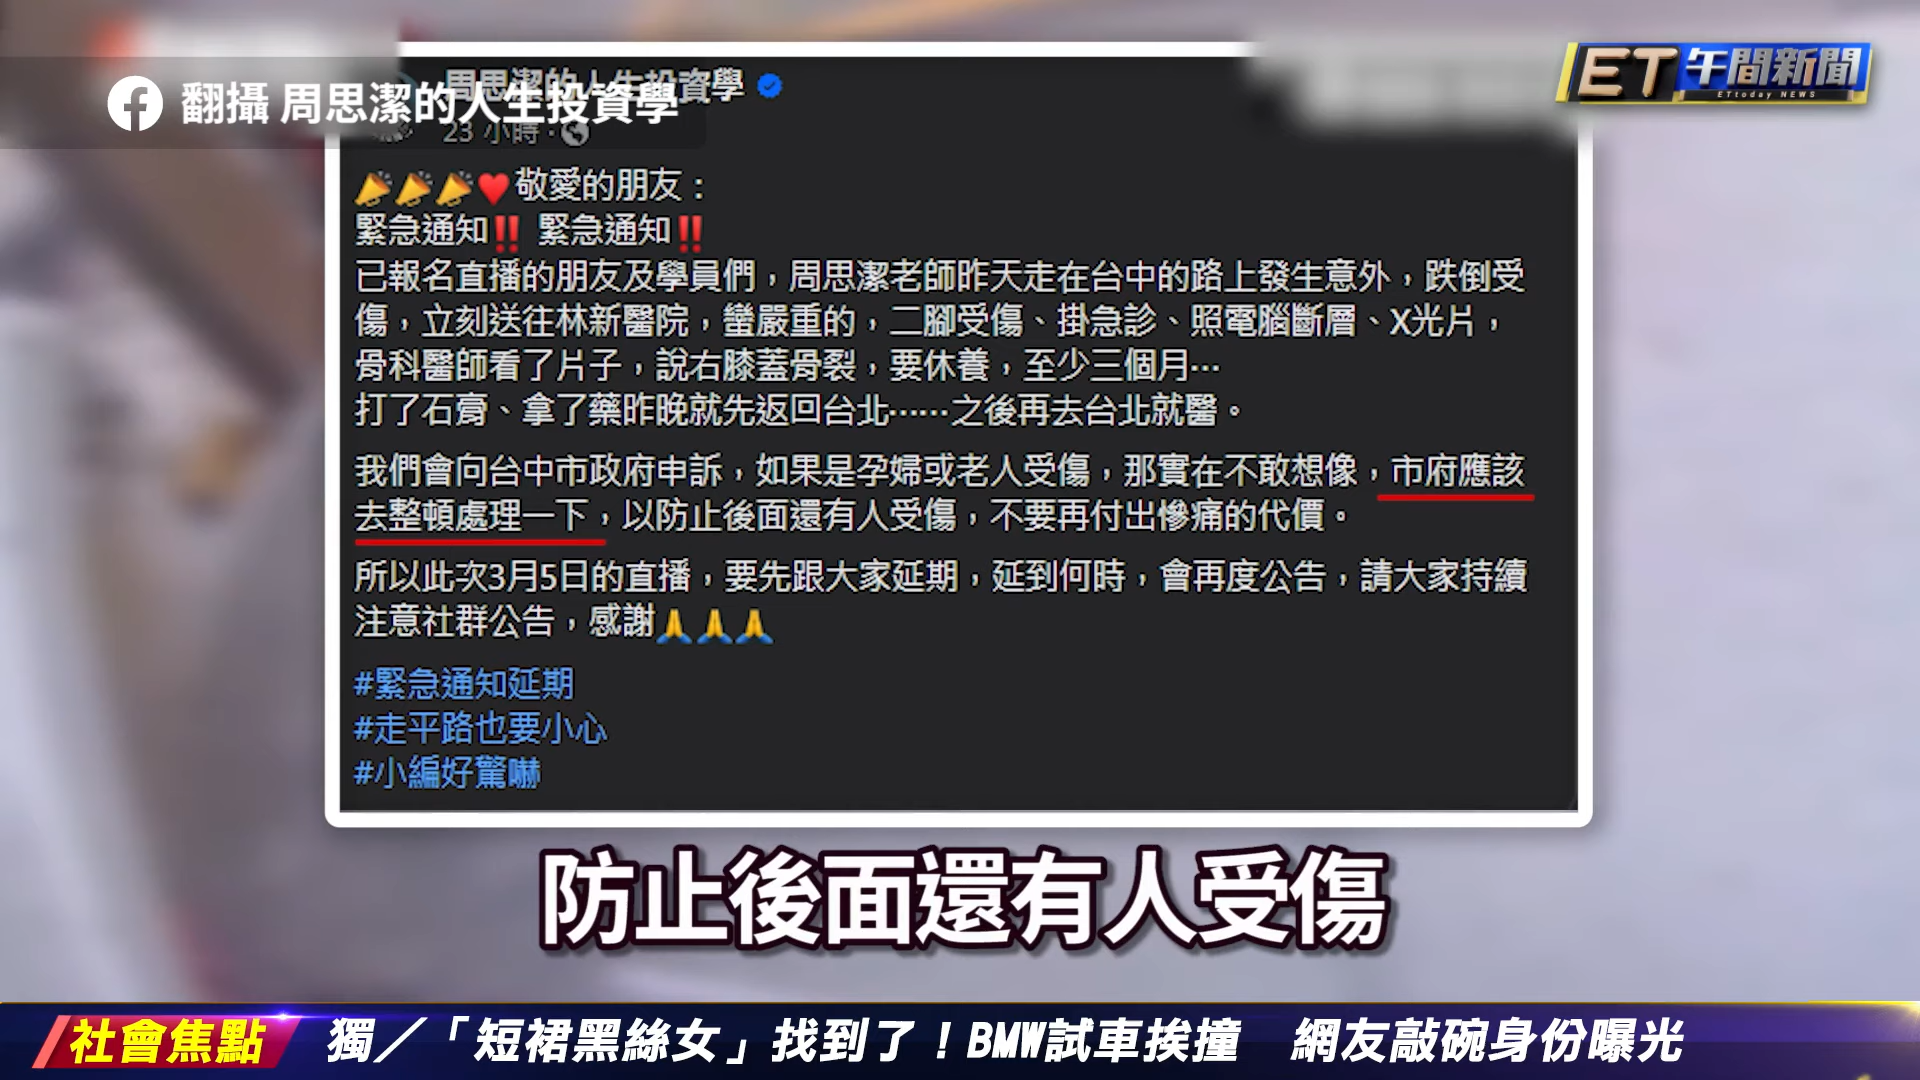 翻攝 周思潔的人生投資學
ET午間新聞
ETtoday NEWS
周思潔的人生投資學
23 小時 ·
📣📣📣❤️敬愛的朋友：
緊急通知‼️ 緊急通知‼️
已報名直播的朋友及學員們，周思潔老師昨天走在台中的路上發生意外，跌倒受
傷，立刻送往林新醫院，蠻嚴重的，二腳受傷、掛急診、照電腦斷層、X光片，
骨科醫師看了片子，說右膝蓋骨裂，要休養，至少三個月…
打了石膏、拿了藥昨晚就先返回台北……之後再去台北就醫。
我們會向台中市政府申訴，如果是孕婦或老人受傷，那實在不敢想像，市府應該
去整頓處理一下，以防止後面還有人受傷，不要再付出慘痛的代價。
所以此次3月5日的直播，要先跟大家延期，延到何時，會再度公告，請大家持續
注意社群公告，感謝🙏🙏🙏
#緊急通知延期
#走平路也要小心
#小編好驚嚇
防止後面還有人受傷
社會焦點
獨／「短裙黑絲女」找到了！BMW試車挨撞　網友敲碗身份曝光